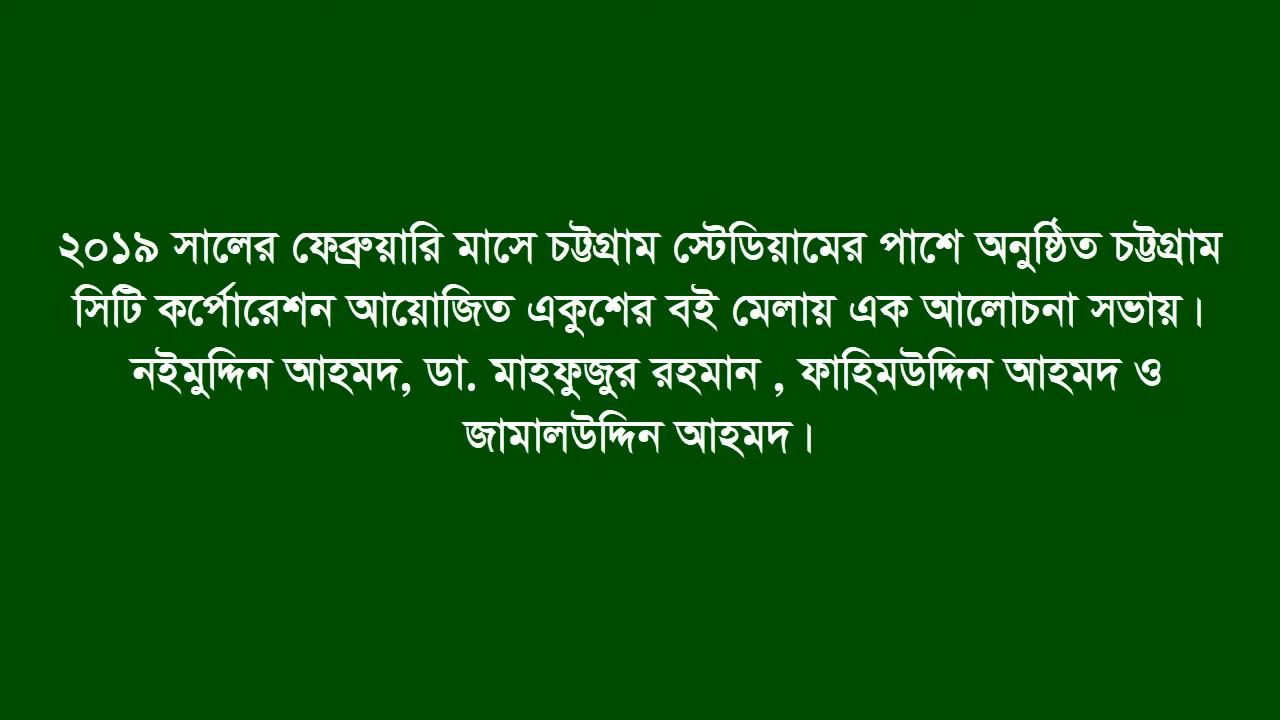 ২০১৯ সালের ফেব্রুয়ারি মাসে চট্টগ্রাম স্টেডিয়ামের পাশে অনুষ্ঠিত চট্টগ্রাম
সিটি কর্পোরেশন আয়োজিত একুশের বই মেলায় এক আলোচনা সভায়।
নইমুদ্দিন আহমদ, ডা. মাহফুজুর রহমান , ফাহিমউদ্দিন আহমদ ও
জামালউদ্দিন আহমদ।